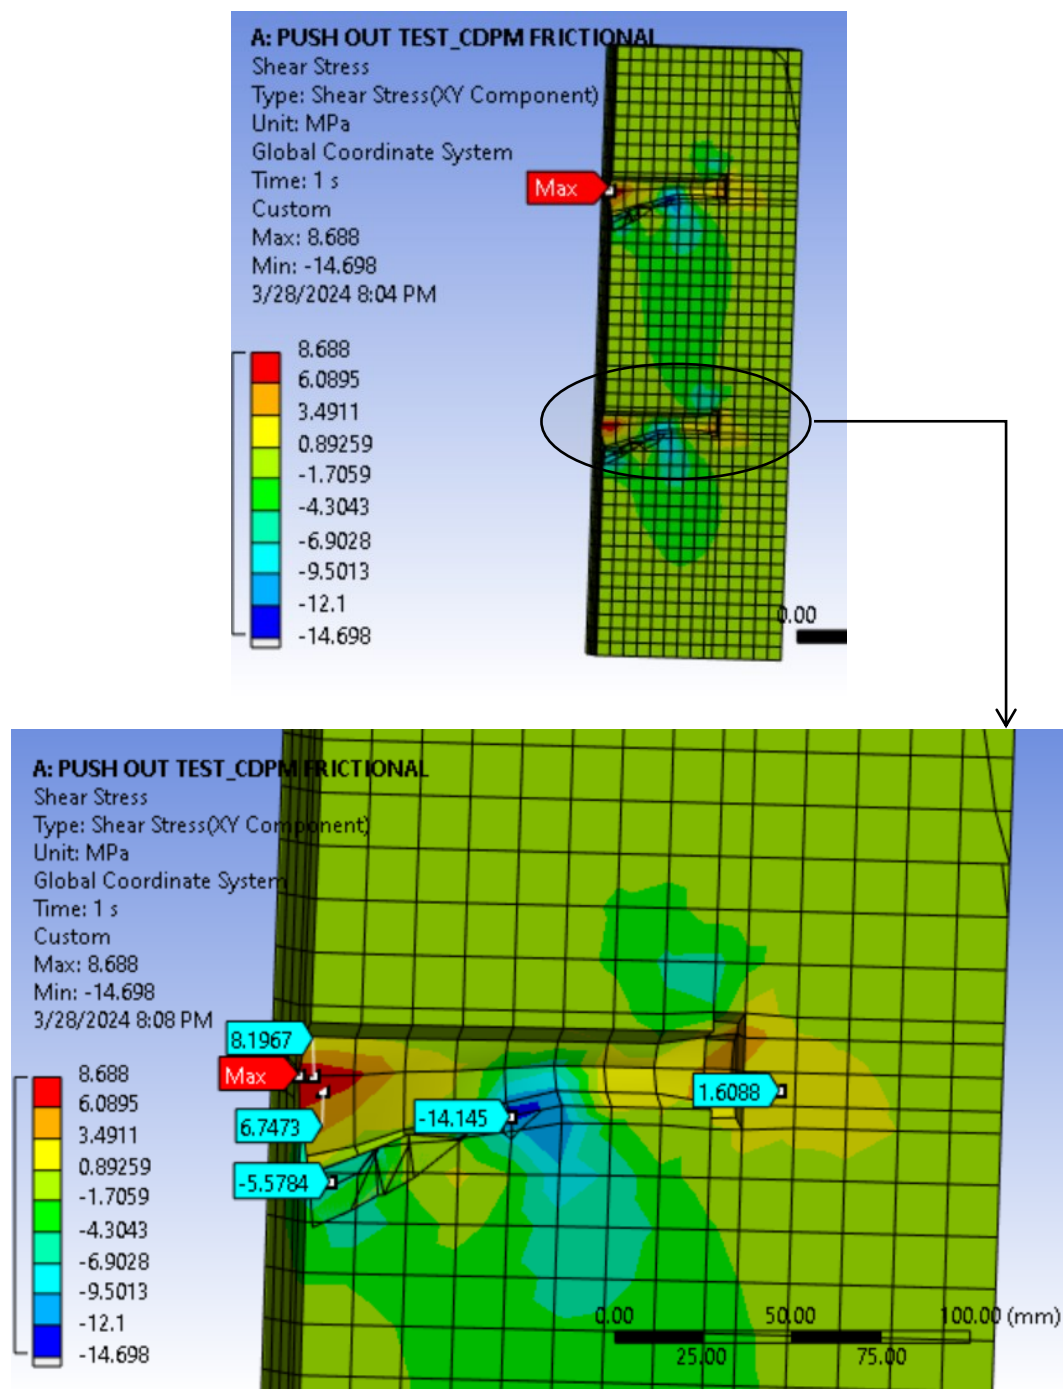 A: PUSH OUT TEST_CDPM FRICTIONAL
Shear Stress
Type: Shear Stress(XY Component)
Unit: MPa
Global Coordinate System
Time: 1 s
Custom
Max: 8.688
Min: -14.698
3/28/2024 8:04 PM
Max
8.688
6.0895
3.4911
0.89259
-1.7059
-4.3043
-6.9028
-9.5013
-12.1
-14.698
0.00
A: PUSH OUT TEST_CDPM FRICTIONAL
Shear Stress
Type: Shear Stress(XY Component)
Unit: MPa
Global Coordinate System
Time: 1 s
Custom
Max: 8.688
Min: -14.698
3/28/2024 8:08 PM
8.1967
Max
6.7473
-14.145
1.6088
-5.5784
8.688
6.0895
3.4911
0.89259
-1.7059
-4.3043
-6.9028
-9.5013
-12.1
-14.698
0.00 50.00 100.00 (mm)
25.00 75.00